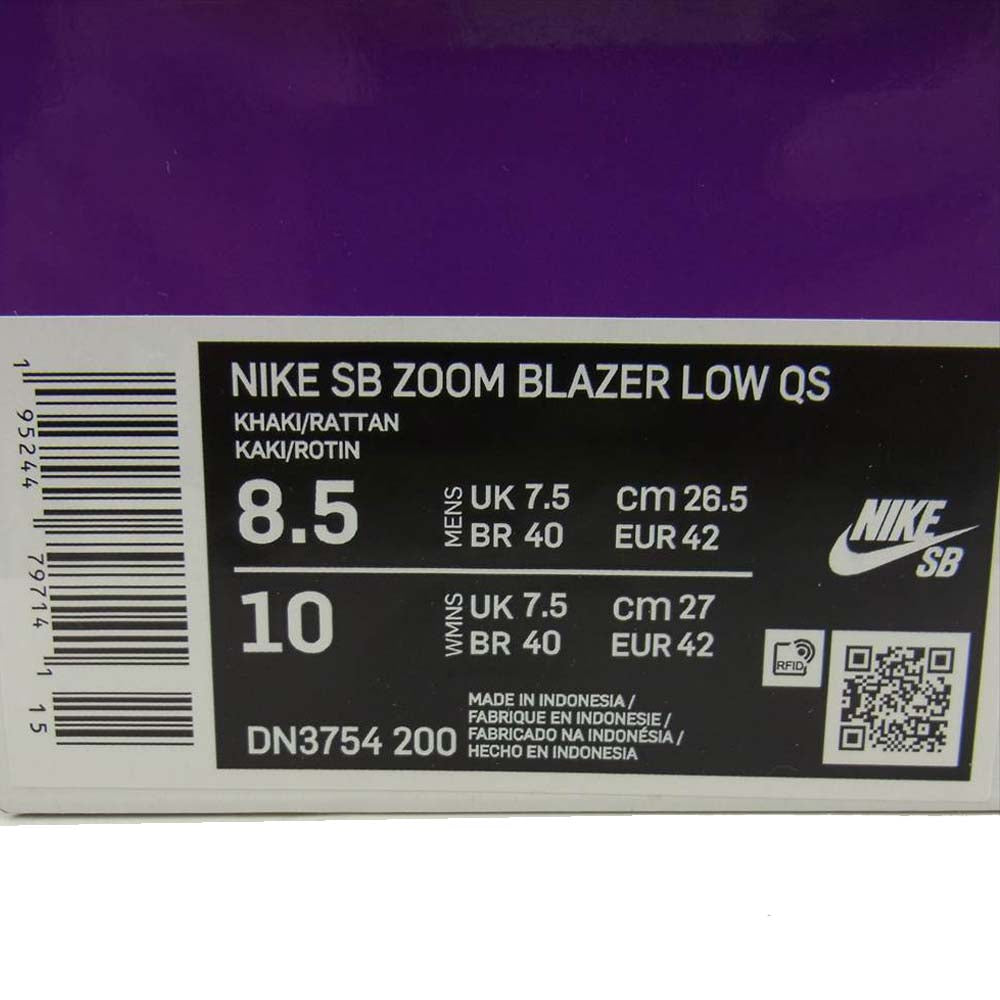 NIKE SB ZOOM BLAZER LOW QS
KHAKI/RATTAN
KAKI/ROTIN
8.5 MENS UK 7.5 cm 26.5
BR 40 EUR 42
10 WMNS UK 7.5 cm 27
BR 40 EUR 42
NIKE
SB
RFID
DN3754 200
MADE IN INDONESIA /
FABRIQUE EN INDONESIE /
FABRICADO NA INDONÉSIA /
HECHO EN INDONESIA
1 95244 79714 1 15